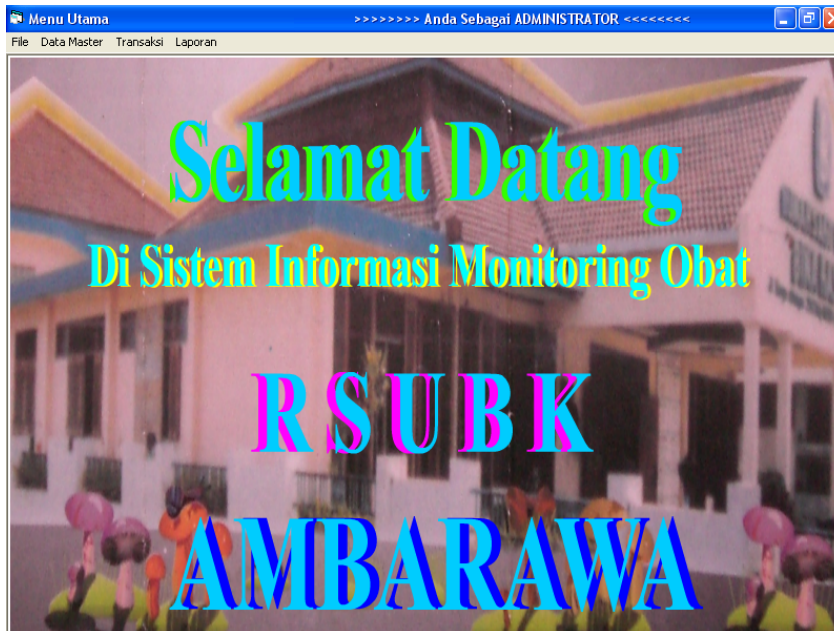 Menu Utama >>>>>>>> Anda Sebagai ADMINISTRATOR <<<<<<<<
File Data Master Transaksi Laporan
Selamat Datang
Di Sistem Informasi Monitoring Obat
R S U B K
AMBARAWA